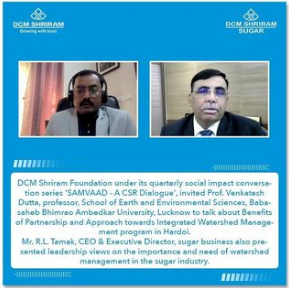 DCM SHRIRAM
Growing with trust
DCM SHRIRAM
SUGAR
DCM Shriram Foundation under its quarterly social impact conversa-
tion series 'SAMVAAD - A CSR Dialogue', invited Prof. Venkatesh
Dutta, professor, School of Earth and Environmental Sciences, Baba-
saheb Bhimrao Ambedkar University, Lucknow to talk about Benefits
of Partnership and Approach towards Integrated Watershed Manage-
ment program in Hardoi.
Mr. R.L. Tamak, CEO & Executive Director, sugar business also pre-
sented leadership views on the importance and need of watershed
management in the sugar industry.